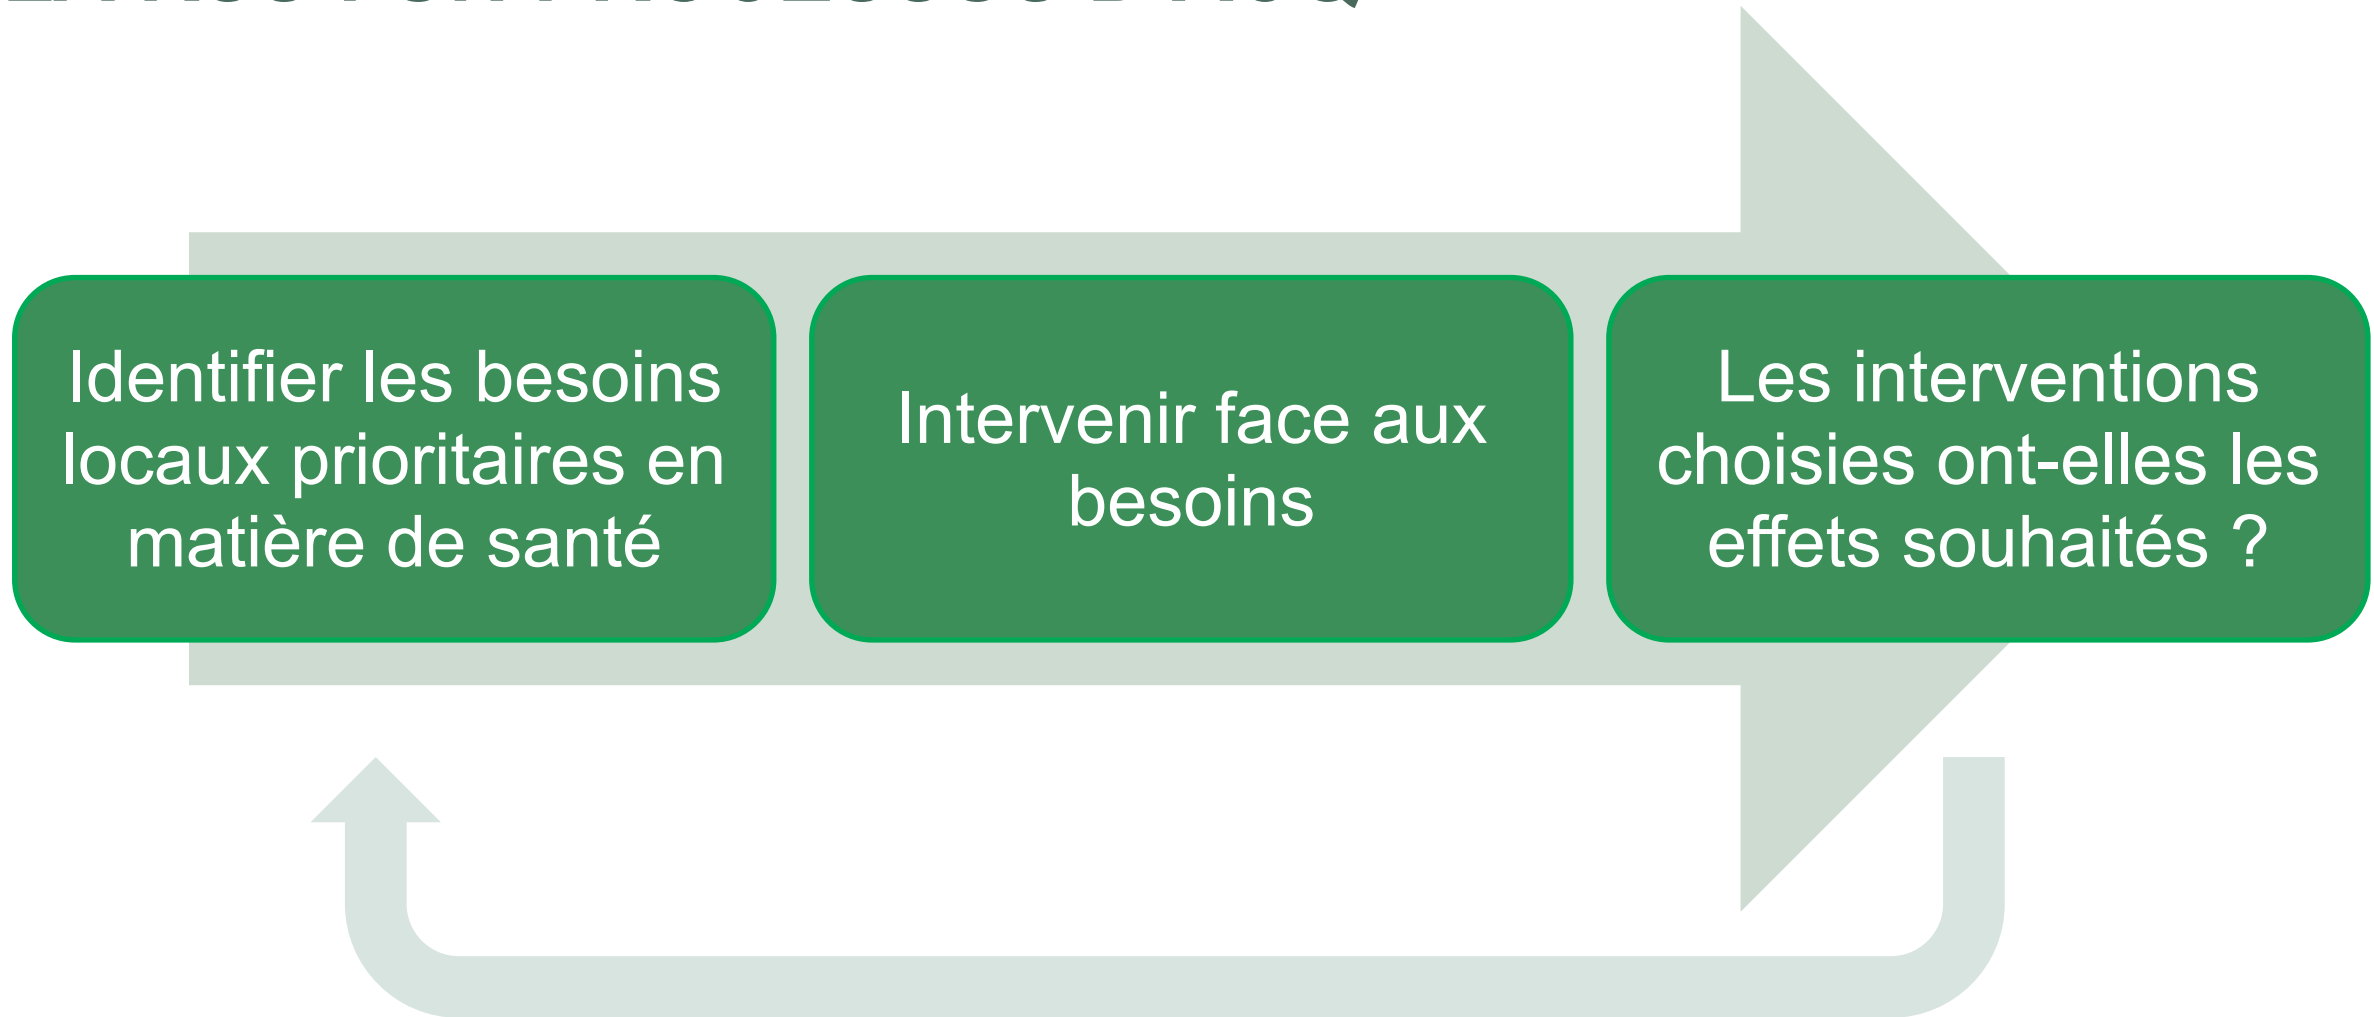 Identifier les besoins
locaux prioritaires en
matière de santé
Intervenir face aux
besoins
Les interventions
choisies ont-elles les
effets souhaités ?